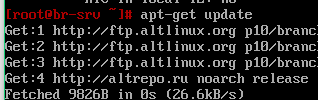 [root@br-srv ~]# apt-get update
Get:1 http://ftp.altlinux.org p10/branc
Get:2 http://ftp.altlinux.org p10/branc
Get:3 http://ftp.altlinux.org p10/branc
Get:4 http://altrepo.ru noarch release
Fetched 9826B in 0s (26.6kB/s)